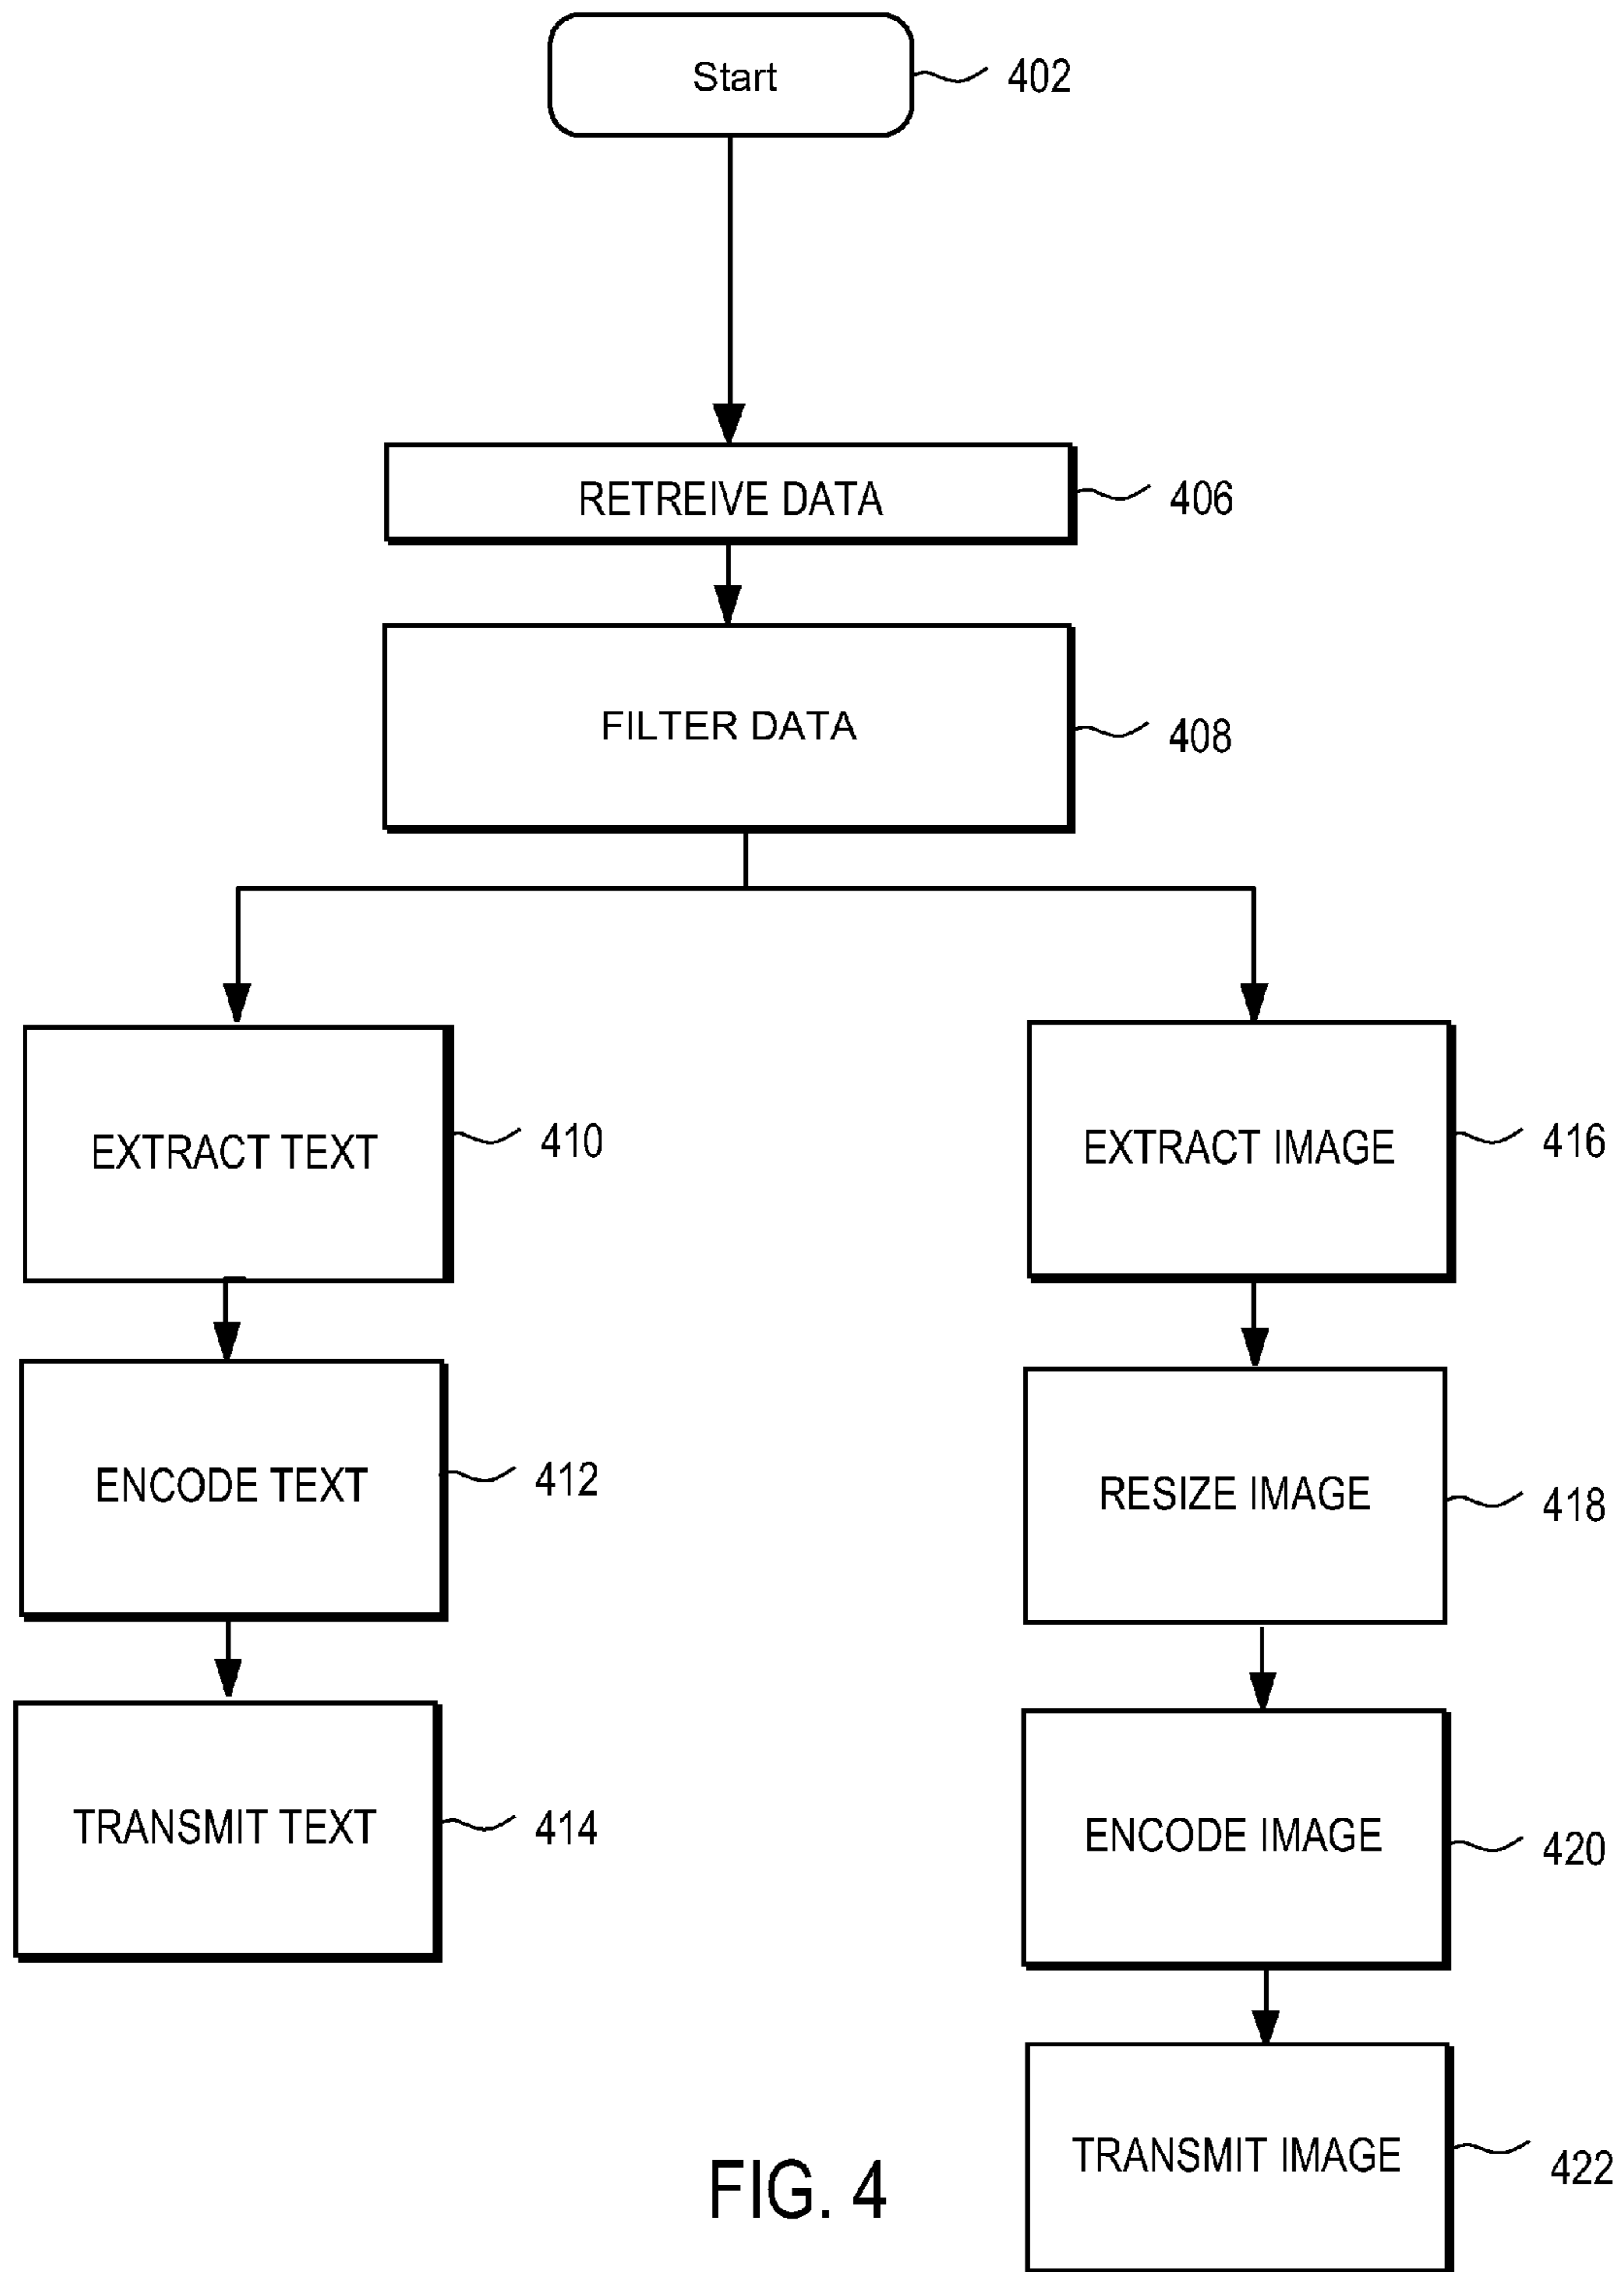 Start
402
RETREIVE DATA
406
FILTER DATA
408
EXTRACT TEXT
410
EXTRACT IMAGE
416
ENCODE TEXT
412
RESIZE IMAGE
418
TRANSMIT TEXT
414
ENCODE IMAGE
420
TRANSMIT IMAGE
422
FIG. 4